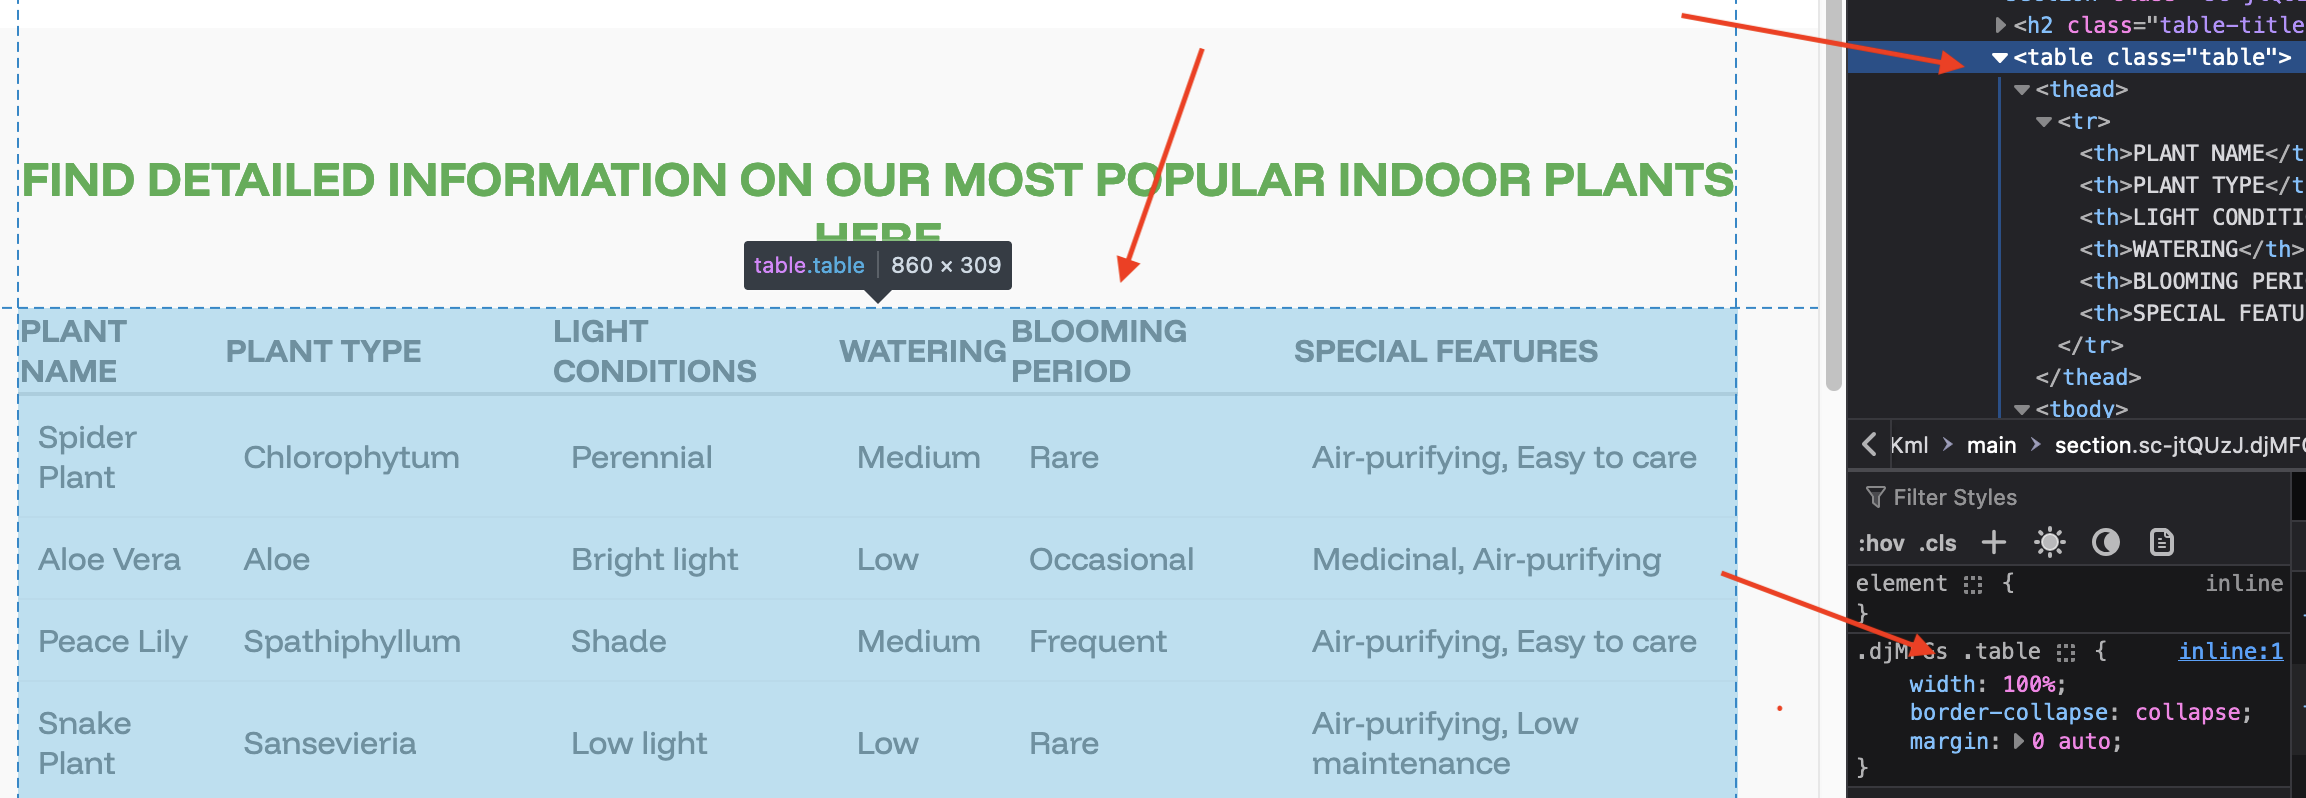 FIND DETAILED INFORMATION ON OUR MOST POPULAR INDOOR PLANTS
HERE
table.table 860 × 309
PLANT NAME PLANT TYPE LIGHT CONDITIONS WATERING BLOOMING PERIOD SPECIAL FEATURES
Spider Plant Chlorophytum Perennial Medium Rare Air-purifying, Easy to care
Aloe Vera Aloe Bright light Low Occasional Medicinal, Air-purifying
Peace Lily Spathiphyllum Shade Medium Frequent Air-purifying, Easy to care
Snake Plant Sansevieria Low light Low Rare Air-purifying, Low maintenance
<h2 class="table-title
<table class="table">
<thead>
<tr>
<th>PLANT NAME</t
<th>PLANT TYPE</t
<th>LIGHT CONDITI
<th>WATERING</th>
<th>BLOOMING PERI
<th>SPECIAL FEATU
</tr>
</thead>
<tbody>
Kml main section.sc-jtQUzJ.djMF
Filter Styles
:hov .cls
element { inline
}
.table { inline:1
width: 100%;
border-collapse: collapse;
margin: 0 auto;
}